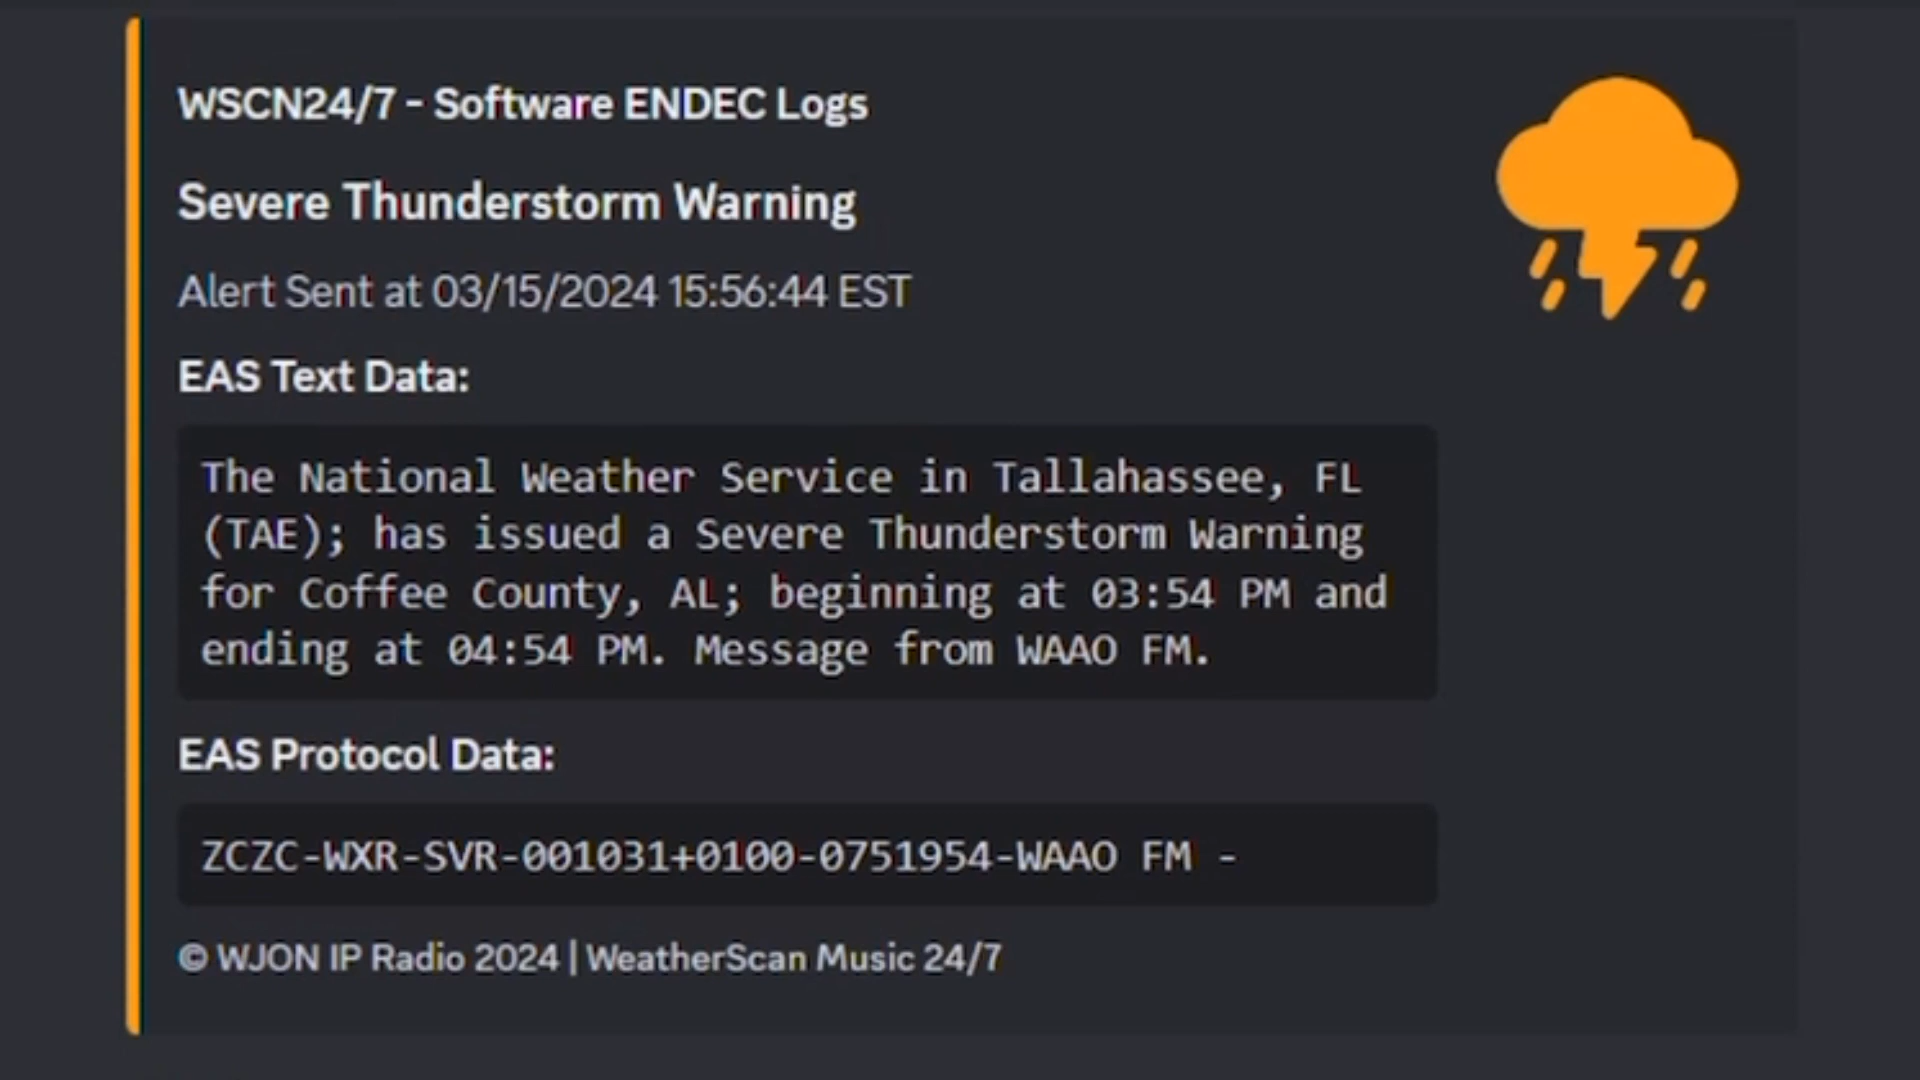 WSCN24/7 - Software ENDEC Logs
Severe Thunderstorm Warning
Alert Sent at 03/15/2024 15:56:44 EST
EAS Text Data:
The National Weather Service in Tallahassee, FL
(TAE); has issued a Severe Thunderstorm Warning
for Coffee County, AL; beginning at 03:54 PM and
ending at 04:54 PM. Message from WAAO FM.
EAS Protocol Data:
ZCZC-WXR-SVR-001031+0100-0751954-WAAO FM -
© WJON IP Radio 2024 | WeatherScan Music 24/7